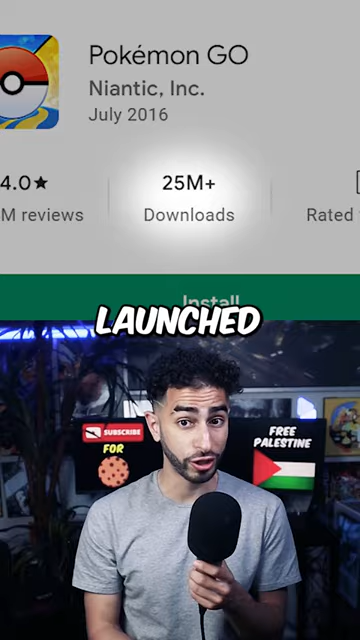 Pokémon GO
Niantic, Inc.
July 2016
4.0★
25M+
M reviews
Downloads
Rated
Install
LAUNCHED
SUBSCRIBE
FOR
FREE
PALESTINE